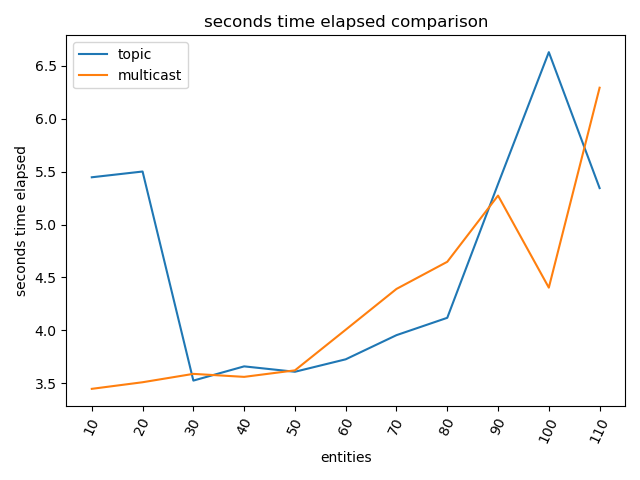 seconds time elapsed comparison
topic
multicast
seconds time elapsed
6.5
6.0
5.5
5.0
4.5
4.0
3.5
10 20 30 40 50 60 70 80 90 100 110
entities